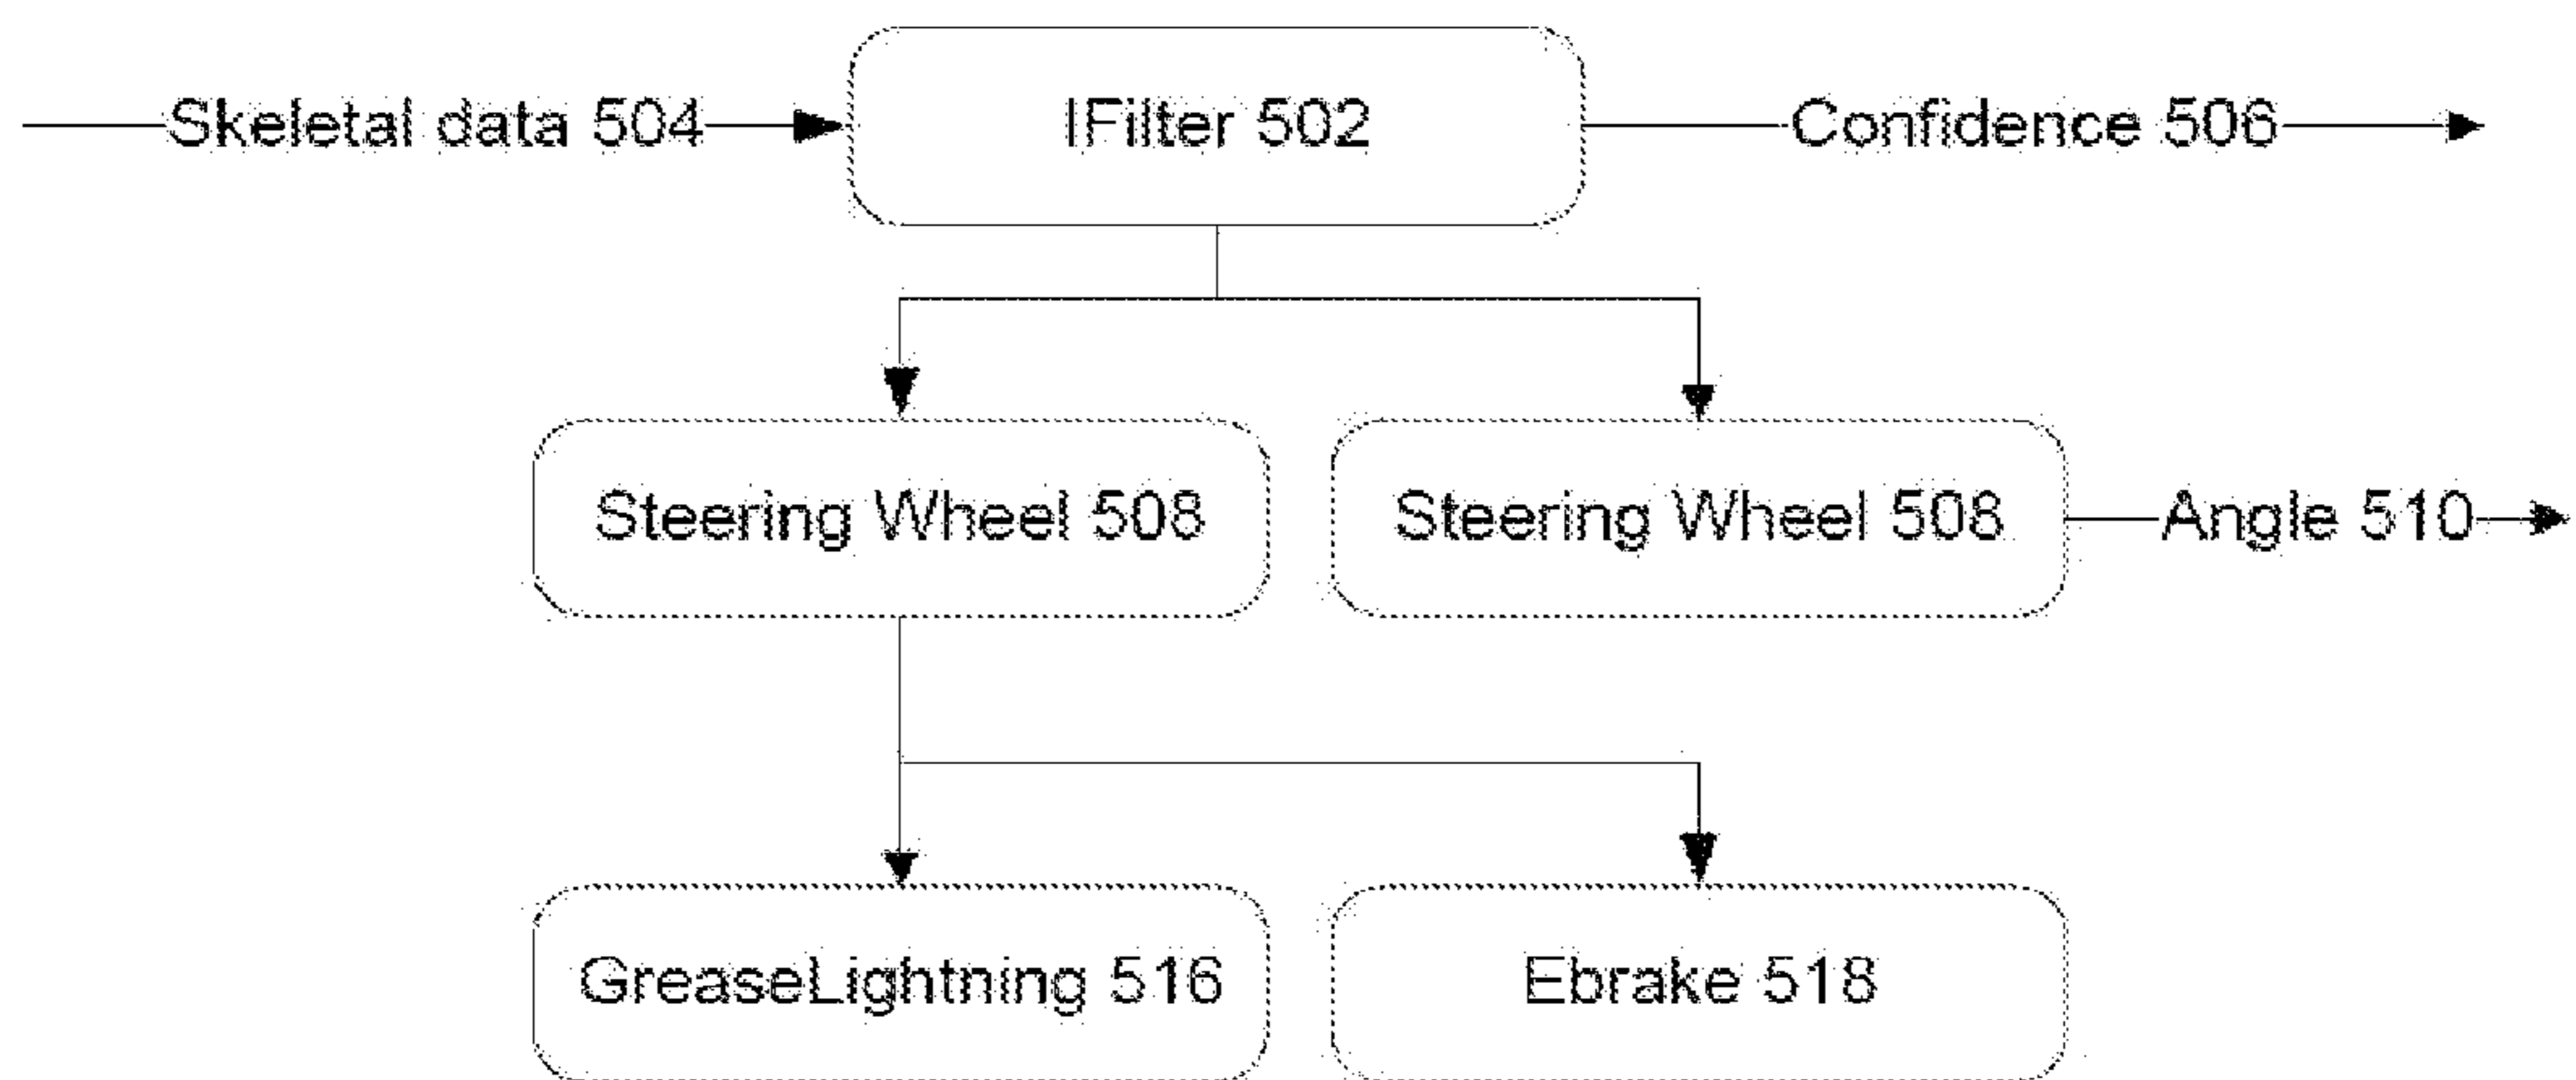 Skeletal data 504
IFilter 502
Confidence 506
Steering Wheel 508
Steering Wheel 508
Angle 510
GreaseLightning 516
Ebrake 518